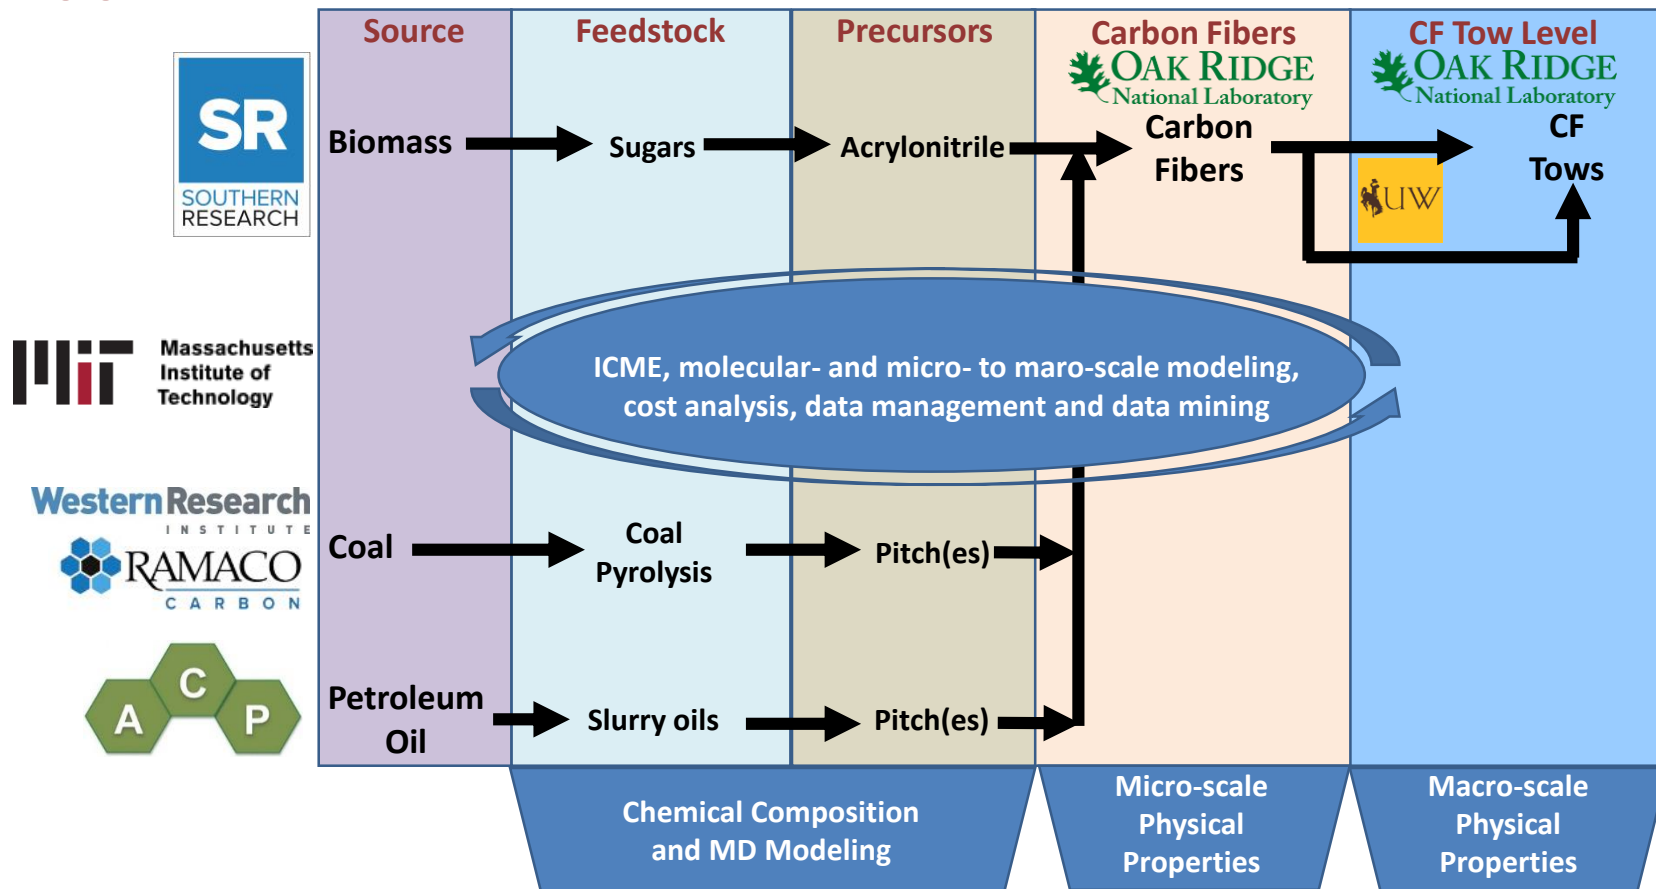 Source
Feedstock
Precursors
Carbon Fibers
CF Tow Level
OAK RIDGE
National Laboratory
OAK RIDGE
National Laboratory
SR
SOUTHERN
RESEARCH
Biomass
Sugars
Acrylonitrile
Carbon
Fibers
CF
Tows
UW
ICME, molecular- and micro- to maro-scale modeling,
cost analysis, data management and data mining
MIT
Massachusetts
Institute of
Technology
Western Research
INSTITUTE
RAMACO
CARBON
Coal
Coal
Pyrolysis
Pitch(es)
A C P
Petroleum
Oil
Slurry oils
Pitch(es)
Chemical Composition
and MD Modeling
Micro-scale
Physical
Properties
Macro-scale
Physical
Properties